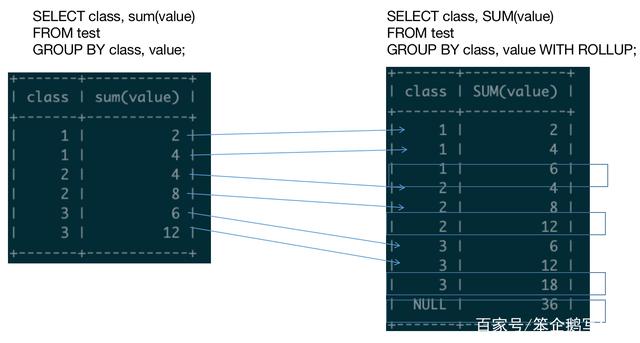 SELECT class, sum(value)
FROM test
GROUP BY class, value;
| class | sum(value) |
| 1 | 2 |
| 1 | 4 |
| 2 | 4 |
| 2 | 8 |
| 3 | 6 |
| 3 | 12 |
SELECT class, SUM(value)
FROM test
GROUP BY class, value WITH ROLLUP;
| class | SUM(value) |
| 1 | 2 |
| 1 | 4 |
| 1 | 6 |
| 2 | 4 |
| 2 | 8 |
| 2 | 12 |
| 3 | 6 |
| 3 | 12 |
| 3 | 18 |
| NULL | 36 |
百家号/笨企鹅写